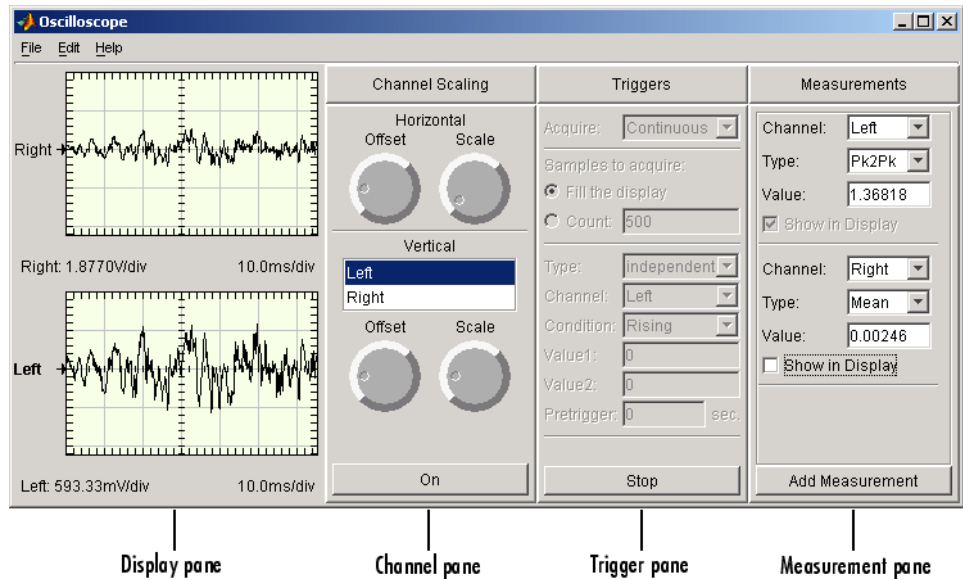 Oscilloscope
File Edit Help
Right
Right: 1.8770V/div 10.0ms/div
Left
Left: 593.33mV/div 10.0ms/div
Channel Scaling
Horizontal
Offset Scale
Vertical
Left
Right
Offset Scale
On
Triggers
Acquire: Continuous
Samples to acquire:
Fill the display
Count: 500
Type: independent
Channel: Left
Condition: Rising
Value1: 0
Value2: 0
Pretrigger: 0 sec.
Stop
Measurements
Channel: Left
Type: Pk2Pk
Value: 1.36818
Show in Display
Channel: Right
Type: Mean
Value: 0.00246
Show in Display
Add Measurement
Display pane Channel pane Trigger pane Measurement pane